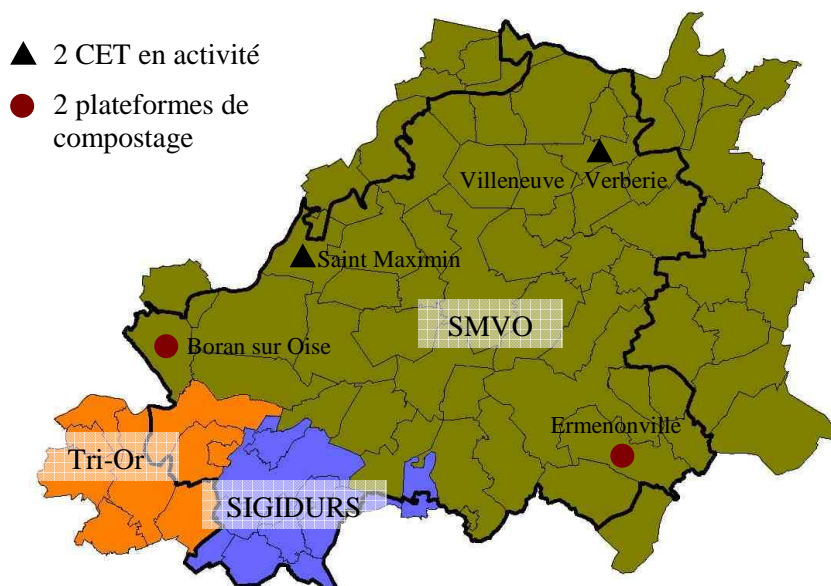 2 CET en activité
2 plateformes de
compostage
Villeneuve / Verberie
Saint Maximin
SMVO
Boran sur Oise
Ermenonville
Tri-Or
SIGIDURS